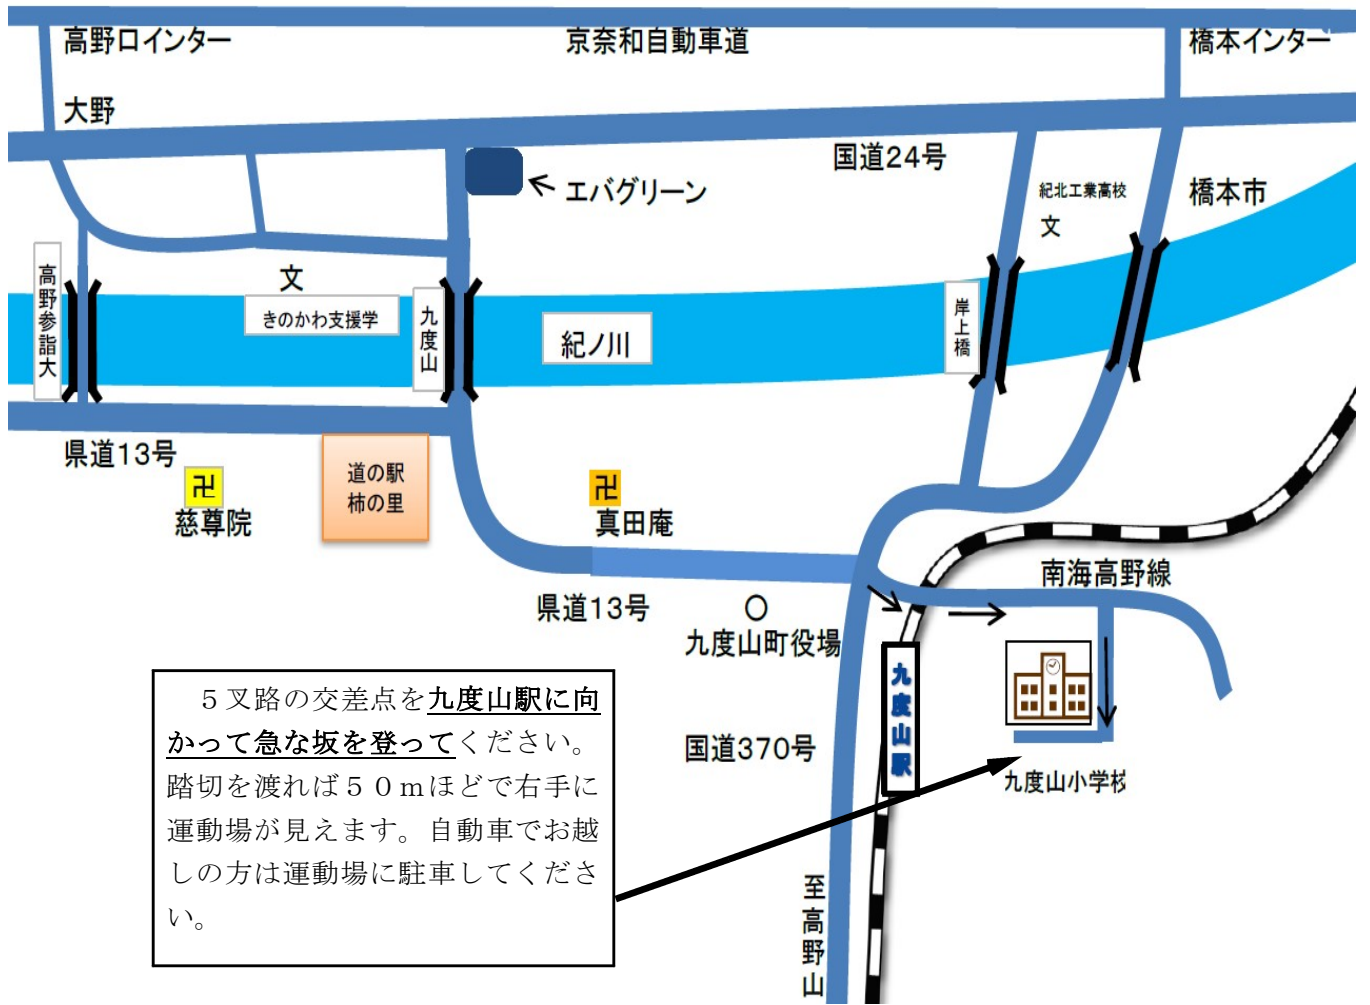 高野口インター
京奈和自動車道
橋本インター
大野
国道24号
エバグリーン
紀北工業高校
文
橋本市
高野参詣大
文
きのかわ支援学
九度山
紀ノ川
岸上橋
県道13号
卍
慈尊院
道の駅
柿の里
卍
真田庵
南海高野線
県道13号
九度山町役場
九度山駅
国道370号
九度山小学校
至高野山
5叉路の交差点を九度山駅に向
かって急な坂を登ってください。
踏切を渡れば50mほどで右手に
運動場が見えます。自動車でお越
しの方は運動場に駐車してくださ
い。